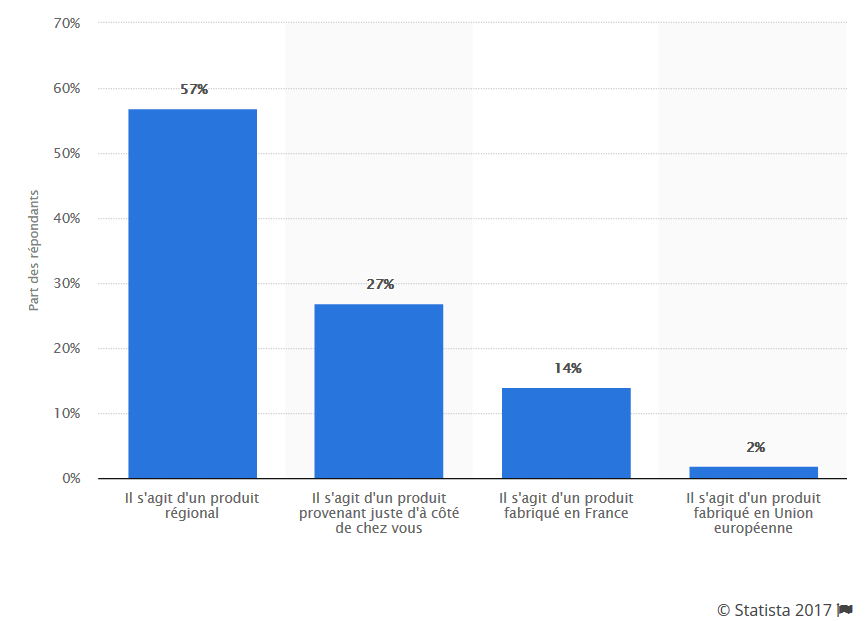 70%
60%
50%
40%
30%
20%
10%
0%
Part des répondants
57%
27%
14%
2%
Il s'agit d'un produit
régional
Il s'agit d'un produit
provenant juste d'à côté
de chez vous
Il s'agit d'un produit
fabriqué en France
Il s'agit d'un produit
fabriqué en Union
européenne
© Statista 2017